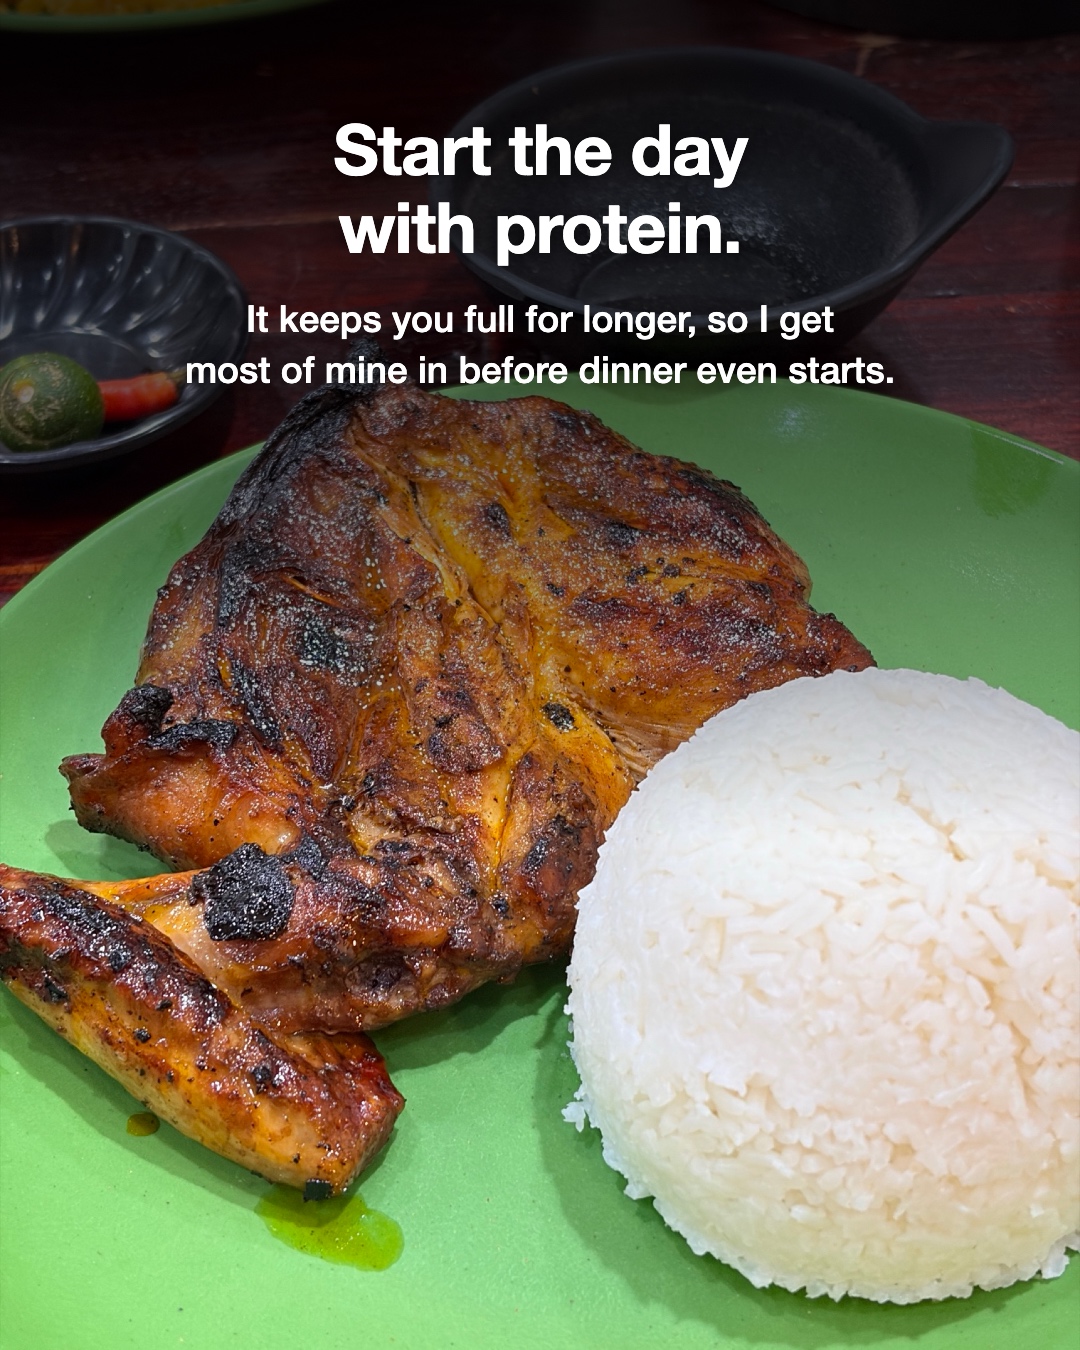 Start the day
with protein.
It keeps you full for longer, so I get
most of mine in before dinner even starts.